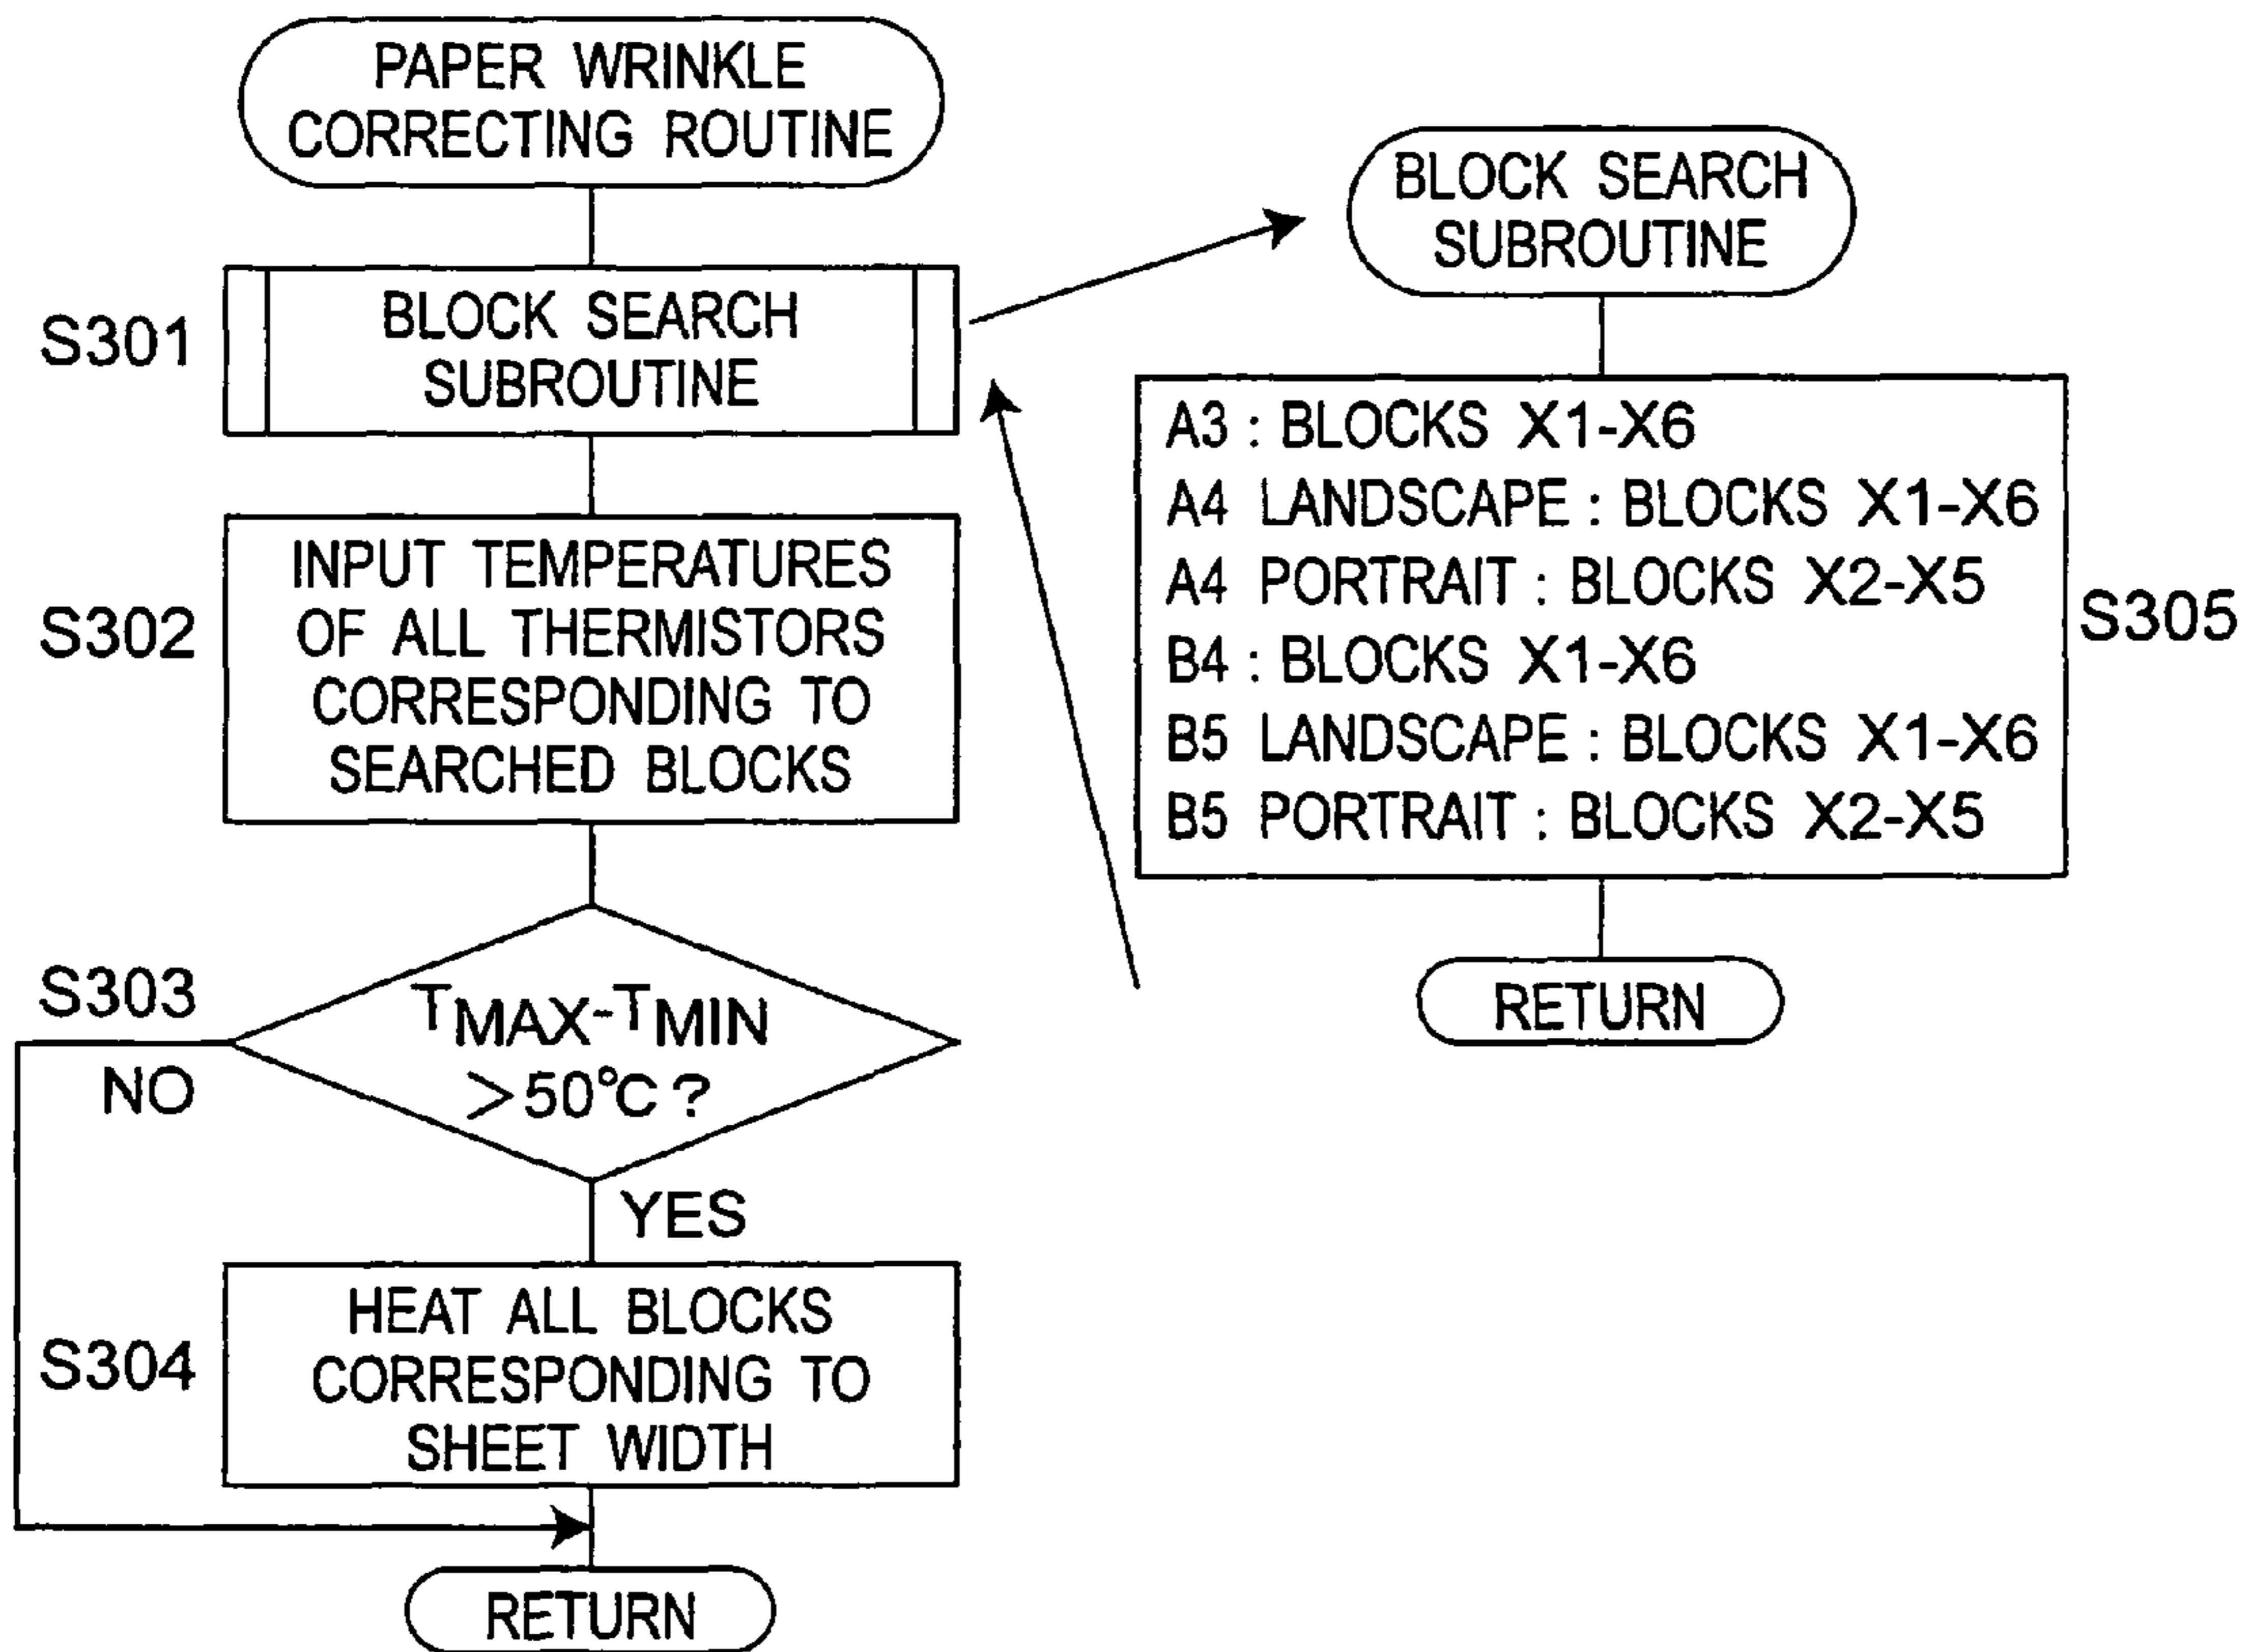 PAPER WRINKLE
CORRECTING ROUTINE
S301
BLOCK SEARCH
SUBROUTINE
S302
INPUT TEMPERATURES
OF ALL THERMISTORS
CORRESPONDING TO
SEARCHED BLOCKS
S303
TMAX-TMIN
>50°C?
NO
YES
S304
HEAT ALL BLOCKS
CORRESPONDING TO
SHEET WIDTH
RETURN
BLOCK SEARCH
SUBROUTINE
A3 : BLOCKS X1-X6
A4 LANDSCAPE : BLOCKS X1-X6
A4 PORTRAIT : BLOCKS X2-X5
B4 : BLOCKS X1-X6
B5 LANDSCAPE : BLOCKS X1-X6
B5 PORTRAIT : BLOCKS X2-X5
S305
RETURN